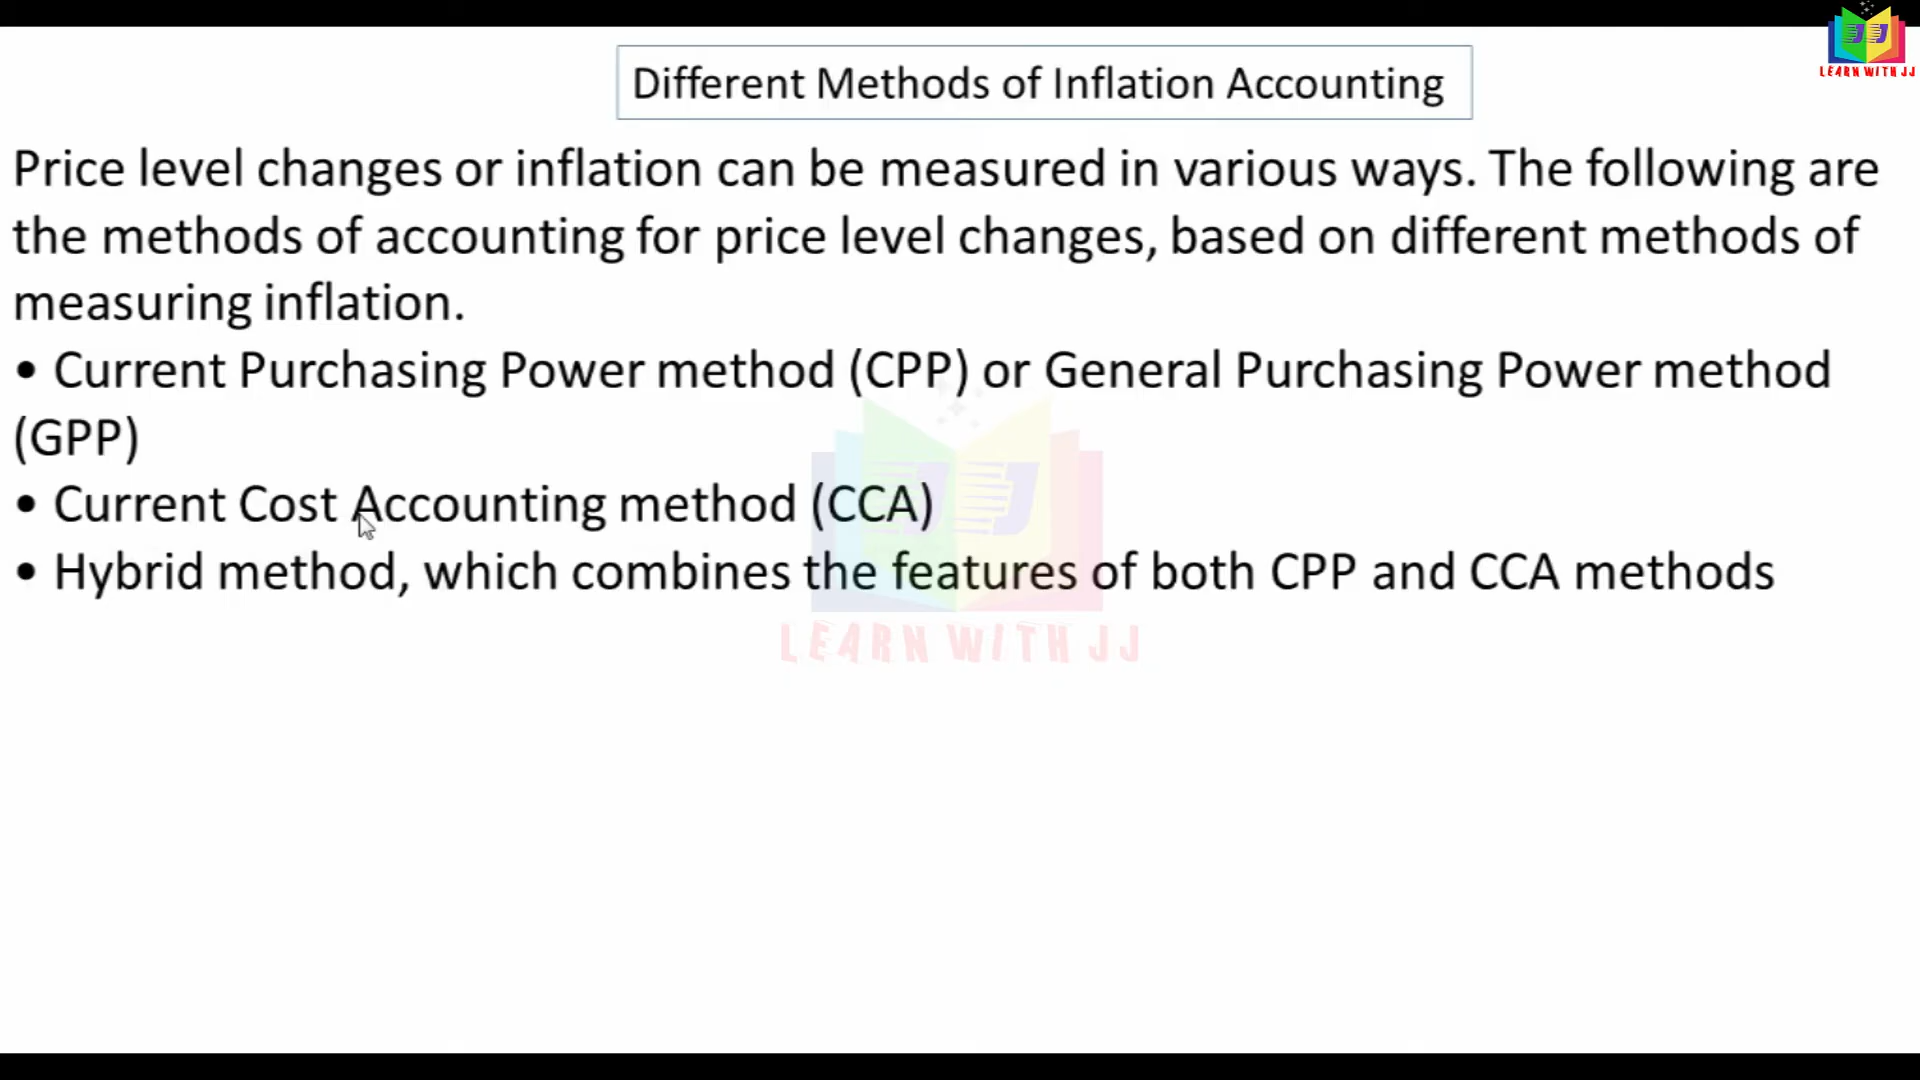 LEARN WITH JJ
Different Methods of Inflation Accounting
Price level changes or inflation can be measured in various ways. The following are
the methods of accounting for price level changes, based on different methods of
measuring inflation.
• Current Purchasing Power method (CPP) or General Purchasing Power method
(GPP)
• Current Cost Accounting method (CCA)
• Hybrid method, which combines the features of both CPP and CCA methods
JJ
LEARN WITH JJ